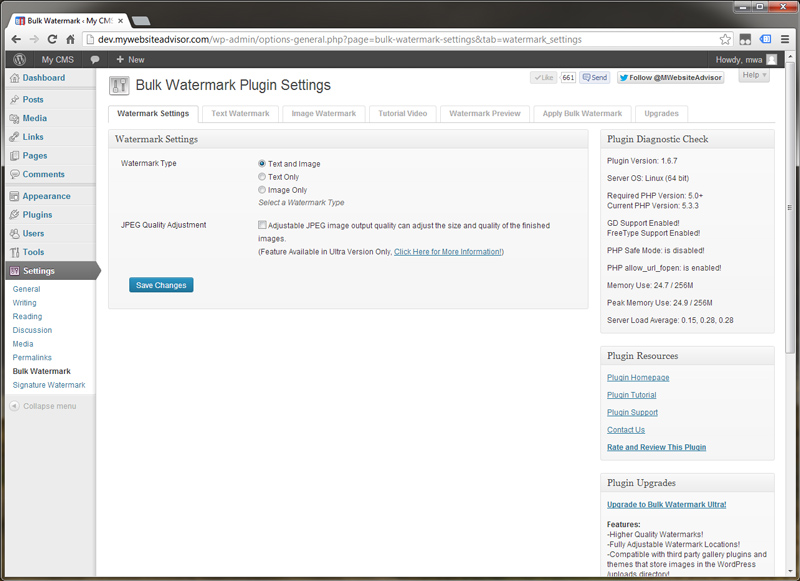 Bulk Watermark ‹ My CMS
dev.mywebsiteadvisor.com/wp-admin/options-general.php?page=bulk-watermark-settings&tab=watermark_settings
My CMS
+ New
Howdy, mwa
Dashboard
Posts
Media
Links
Pages
Comments
Appearance
Plugins
Users
Tools
Settings
General
Writing
Reading
Discussion
Media
Permalinks
Bulk Watermark
Signature Watermark
Collapse menu
Bulk Watermark Plugin Settings
Like
661
Send
Follow @MWebsiteAdvisor
Help
Watermark Settings
Text Watermark
Image Watermark
Tutorial Video
Watermark Preview
Apply Bulk Watermark
Upgrades
Watermark Settings
Watermark Type
Text and Image
Text Only
Image Only
Select a Watermark Type
JPEG Quality Adjustment
Adjustable JPEG image output quality can adjust the size and quality of the finished
images.
(Feature Available in Ultra Version Only, Click Here for More Information!)
Save Changes
Plugin Diagnostic Check
Plugin Version: 1.6.7
Server OS: Linux (64 bit)
Required PHP Version: 5.0+
Current PHP Version: 5.3.3
GD Support Enabled!
FreeType Support Enabled!
PHP Safe Mode: is disabled!
PHP allow_url_fopen: is enabled!
Memory Use: 24.7 / 256M
Peak Memory Use: 24.9 / 256M
Server Load Average: 0.15, 0.28, 0.28
Plugin Resources
Plugin Homepage
Plugin Tutorial
Plugin Support
Contact Us
Rate and Review This Plugin
Plugin Upgrades
Upgrade to Bulk Watermark Ultra!
Features:
-Higher Quality Watermarks!
-Fully Adjustable Watermark Locations!
-Compatible with third party gallery plugins and
themes that store images in the WordPress
/uploads directory!